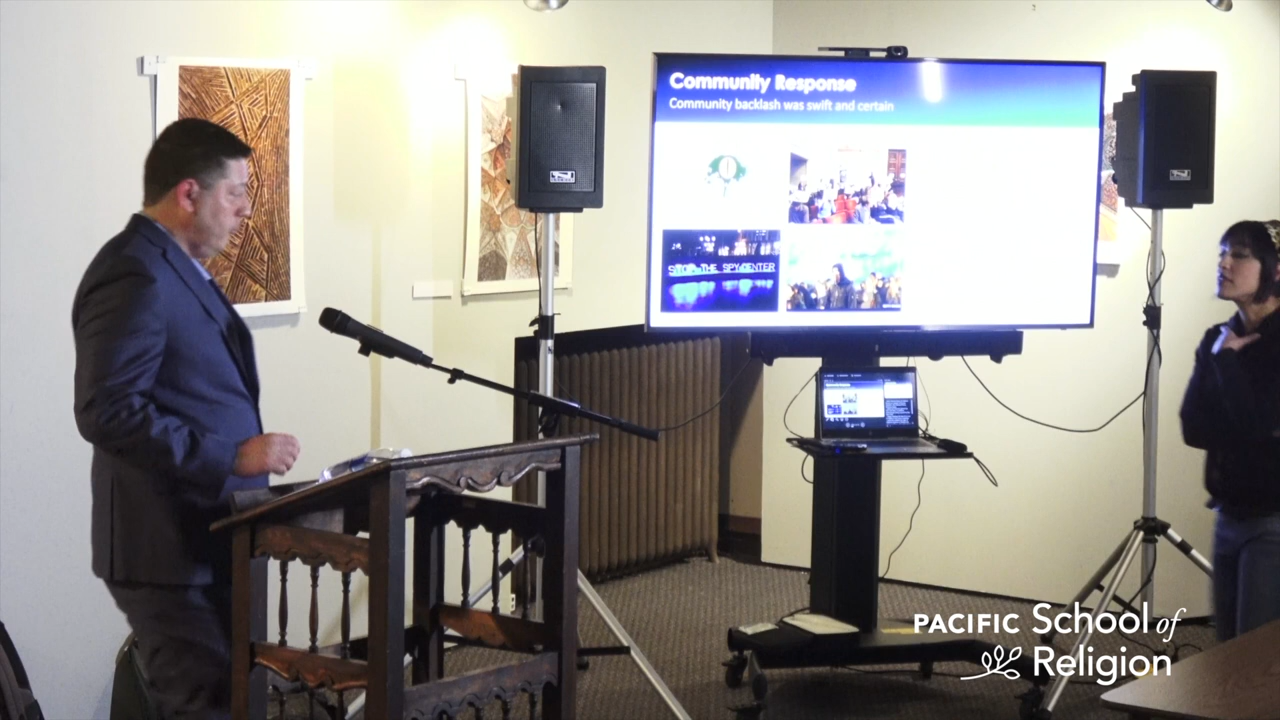 Community Response
Community backlash was swift and certain
STOP THE SPY CENTER
PACIFIC School of
Religion